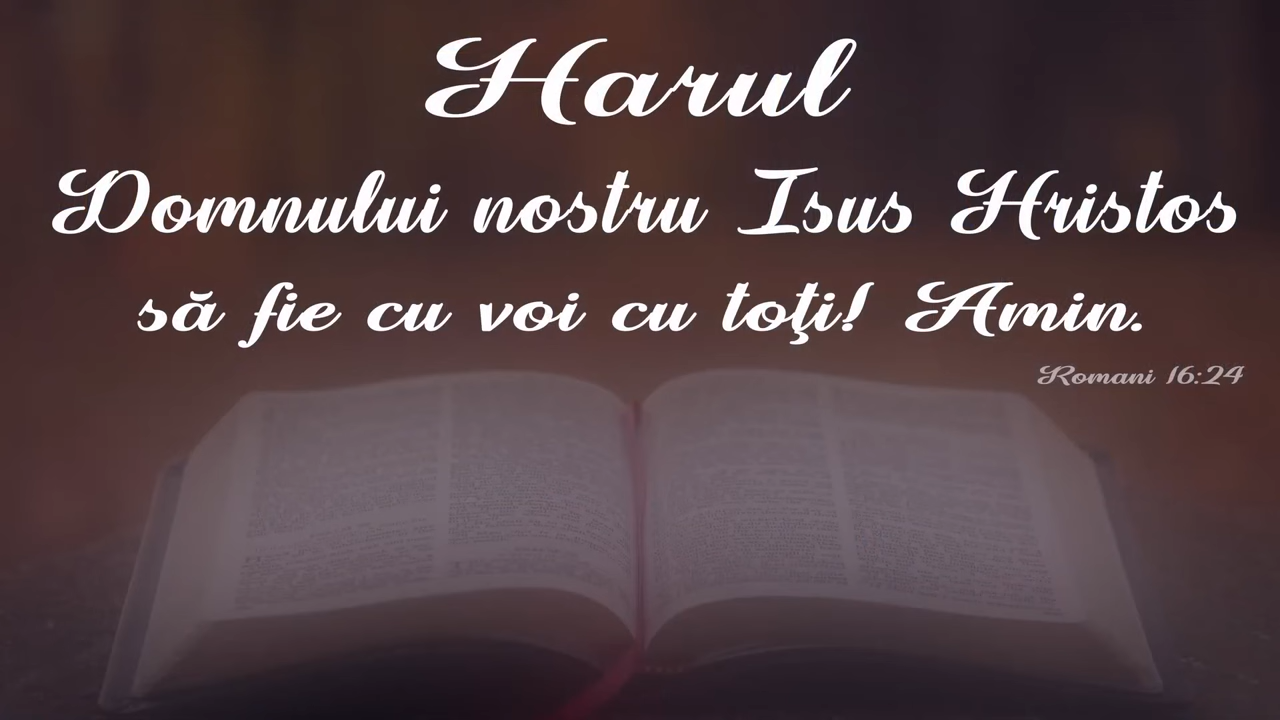 Harul
Domnului nostru Isus Hristos
să fie cu voi cu toţi! Amin.
Romani 16:24